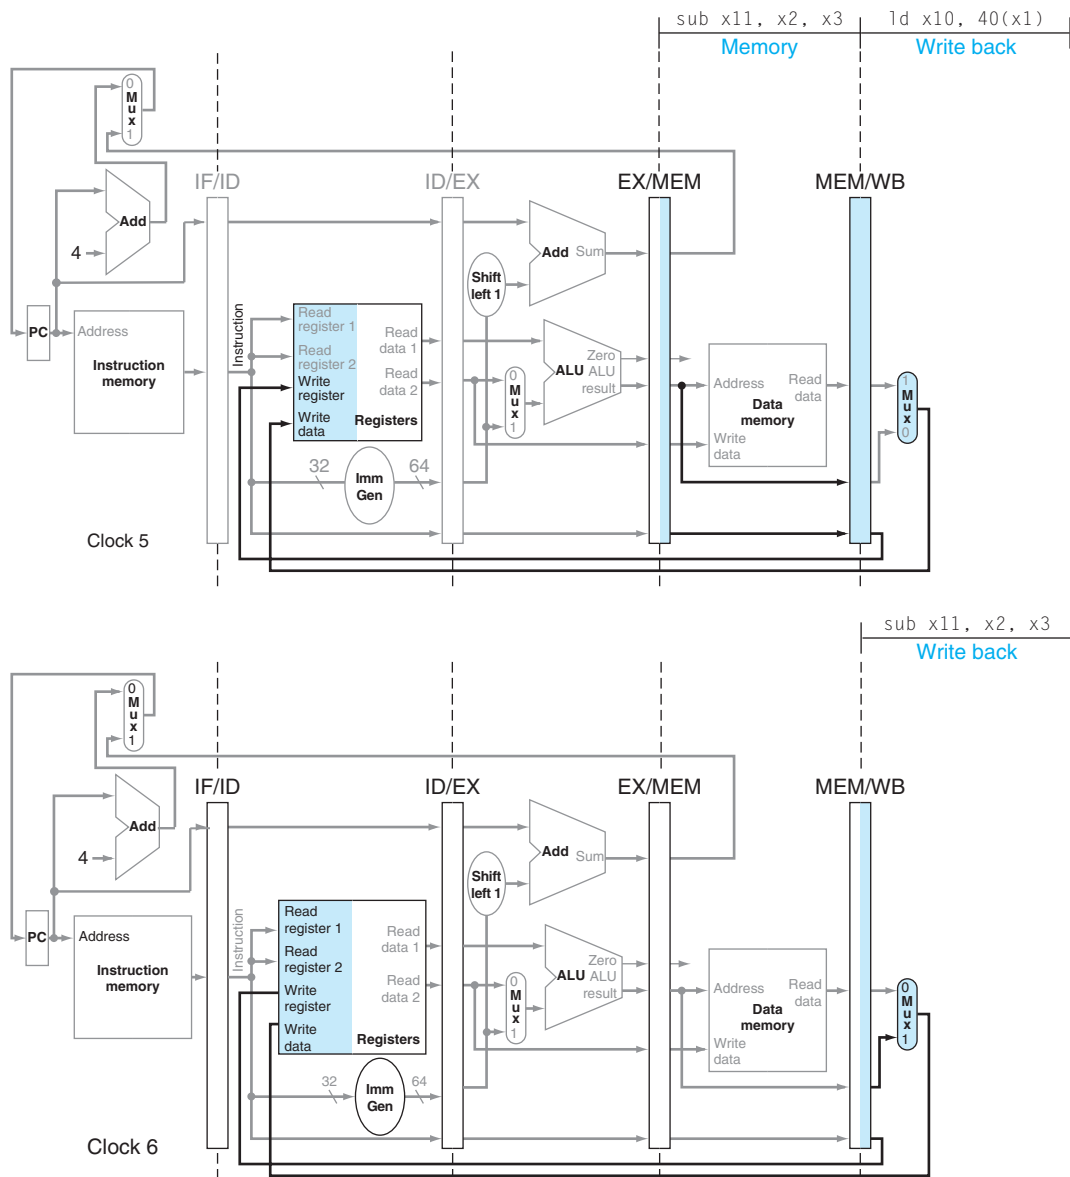 sub x11, x2, x3
ld x10, 40(x1)
Memory
Write back
0
Mux
1
IF/ID
ID/EX
EX/MEM
MEM/WB
Add
4
Add Sum
Shift
left 1
PC
Address
Instruction
memory
Instruction
Read
register 1
Read
register 2
Write
register
Write
data
Read
data 1
Read
data 2
Registers
0
Mux
1
Zero
ALU ALU
result
Address
Read
data
Data
memory
Write
data
1
Mux
0
32
Imm
Gen
64
Clock 5
sub x11, x2, x3
Write back
0
Mux
1
IF/ID
ID/EX
EX/MEM
MEM/WB
Add
4
Add Sum
Shift
left 1
PC
Address
Instruction
memory
Instruction
Read
register 1
Read
register 2
Write
register
Write
data
Read
data 1
Read
data 2
Registers
0
Mux
1
Zero
ALU ALU
result
Address
Read
data
Data
memory
Write
data
0
Mux
1
32
Imm
Gen
64
Clock 6